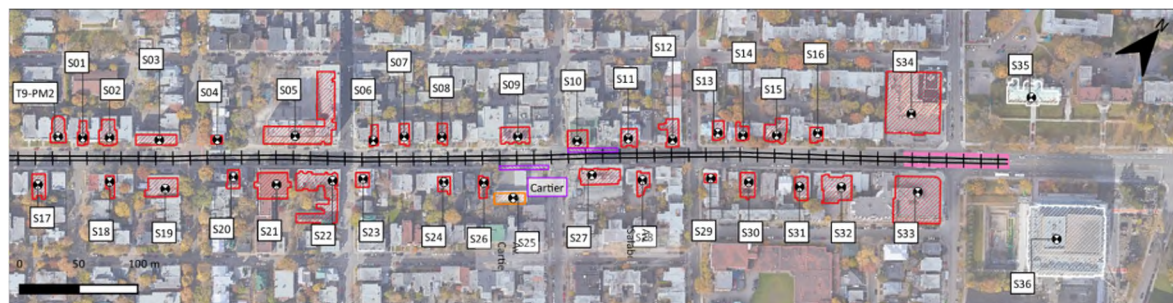 S12
S07
S14
S16
S01
S03
S10
S34
S35
T9-PM2
S02
S04
S05
S06
S08
S09
S11
S13
S15
Cartier
S17
S18
S19
S20
S21
S22
S23
S24
S26
Av.
Cartier
S25
S27
S28
S29
S30
S31
S32
S33
S36
0 50 100 m
N